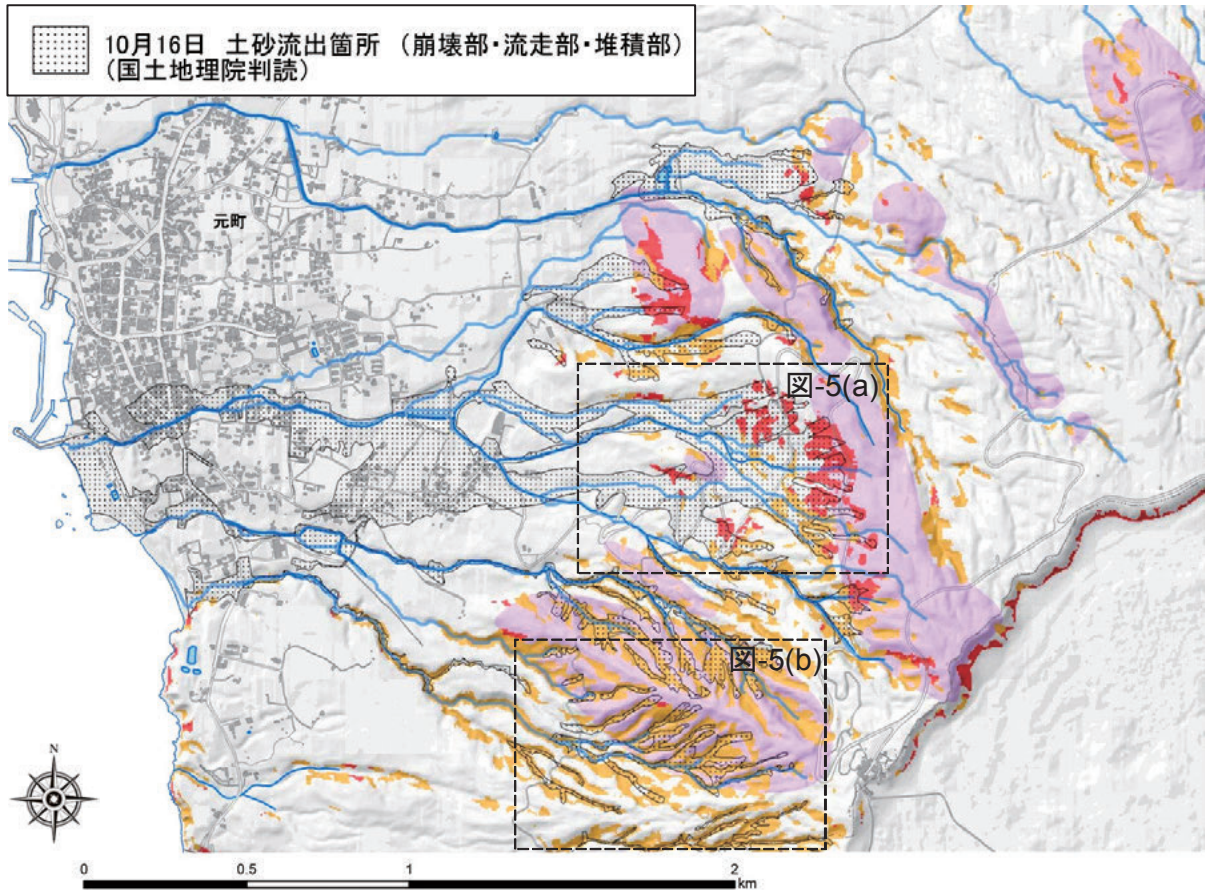 10月16日 土砂流出箇所 (崩壊部・流走部・堆積部)
(国土地理院判読)
元町
図-5(a)
図-5(b)
N
0 0.5 1 2
km